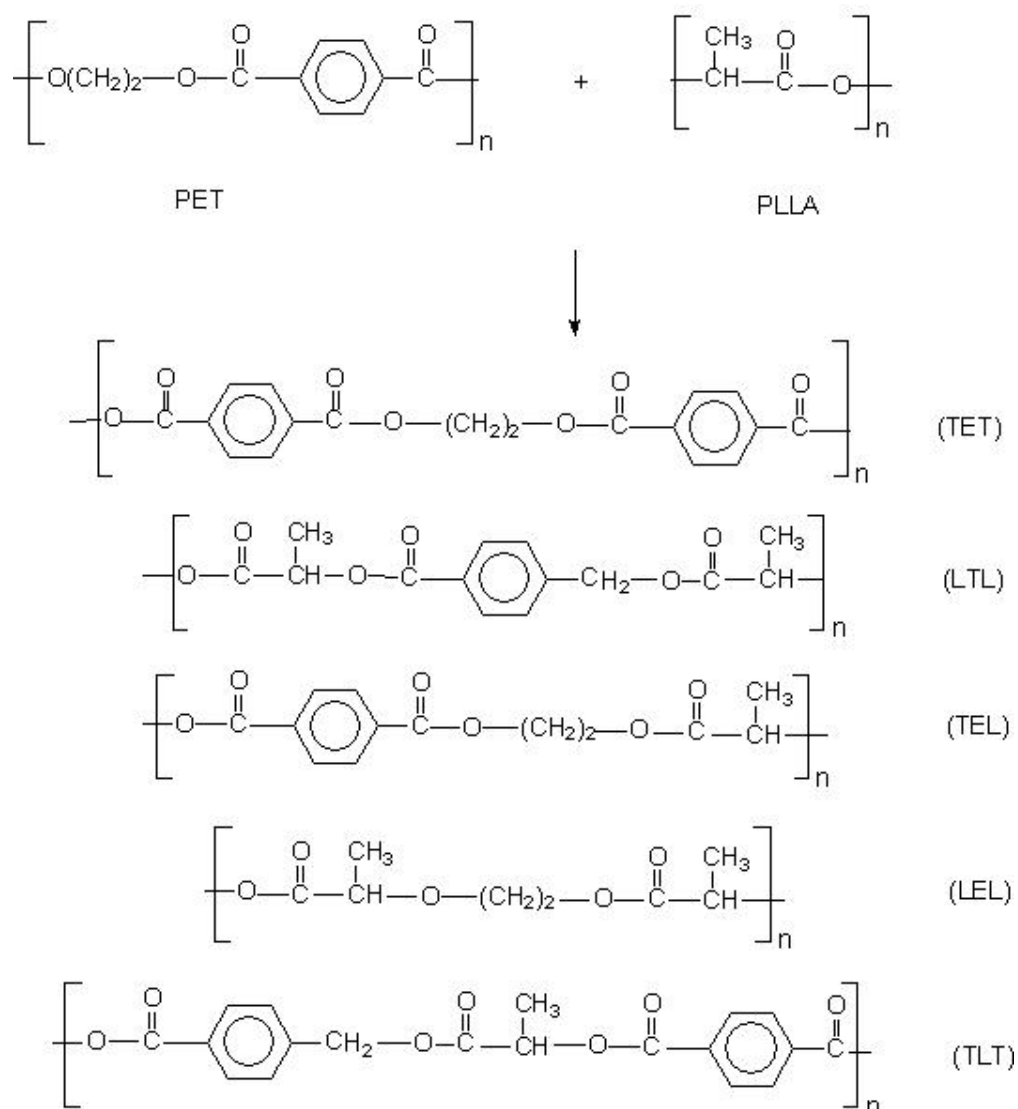 O O CH₃ O
O(CH₂)₂ O C C + CH C O
n n
PET PLLA
O O O O
O C C O (CH₂)₂ O C C (TET)
n
O CH₃ O O CH₃
O C CH O C CH₂ O C CH (LTL)
n
O O O CH₃
O C C O (CH₂)₂ O C CH (TEL)
n
O CH₃ O CH₃
O C CH O (CH₂)₂ O C CH (LEL)
n
O O CH₃ O O
O C CH₂ O C CH O C C (TLT)
n